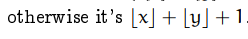 otherwise it's ⌊x⌋ + ⌊y⌋ + 1.